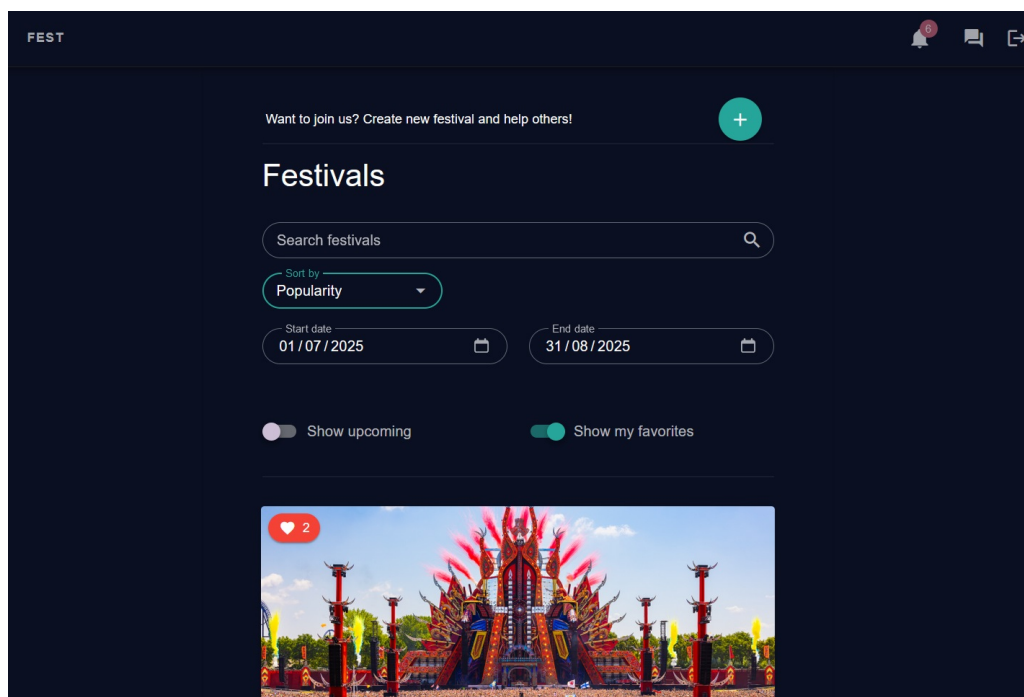 FEST
6
Want to join us? Create new festival and help others!
+
Festivals
Search festivals
Sort by
Popularity
Start date
End date
01/07/2025
31/08/2025
Show upcoming
Show my favorites
2